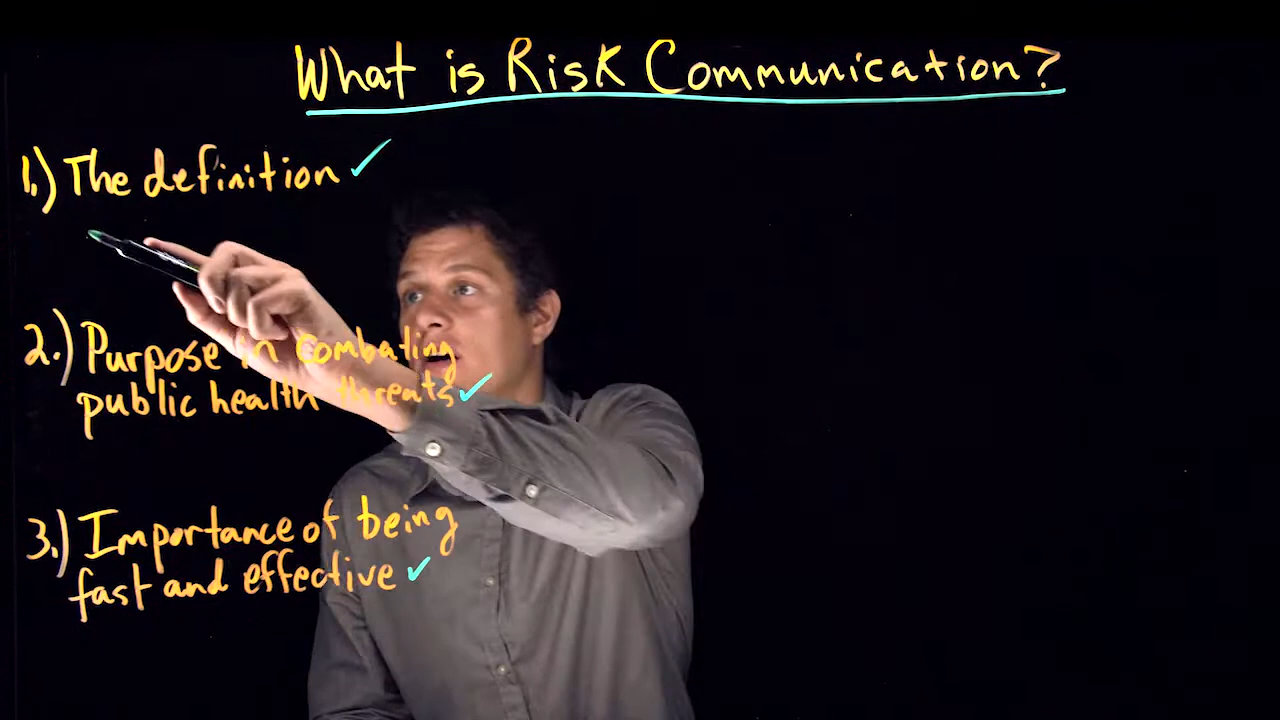 What is Risk Communication?
1.) The definition
2.) Purpose in combating
public health threats
3.) Importance of being
fast and effective